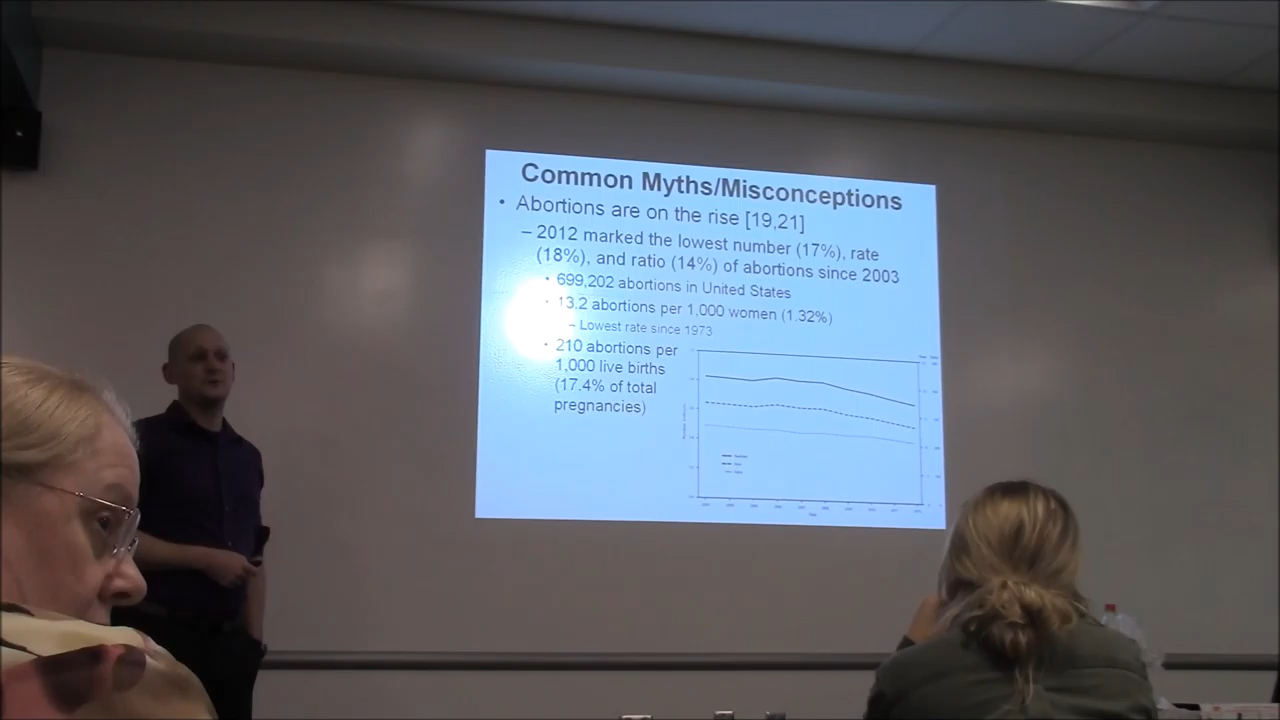 Common Myths/Misconceptions
• Abortions are on the rise [19,21]
– 2012 marked the lowest number (17%), rate
(18%), and ratio (14%) of abortions since 2003
• 699,202 abortions in United States
• 13.2 abortions per 1,000 women (1.32%)
– Lowest rate since 1973
• 210 abortions per
1,000 live births
(17.4% of total
pregnancies)